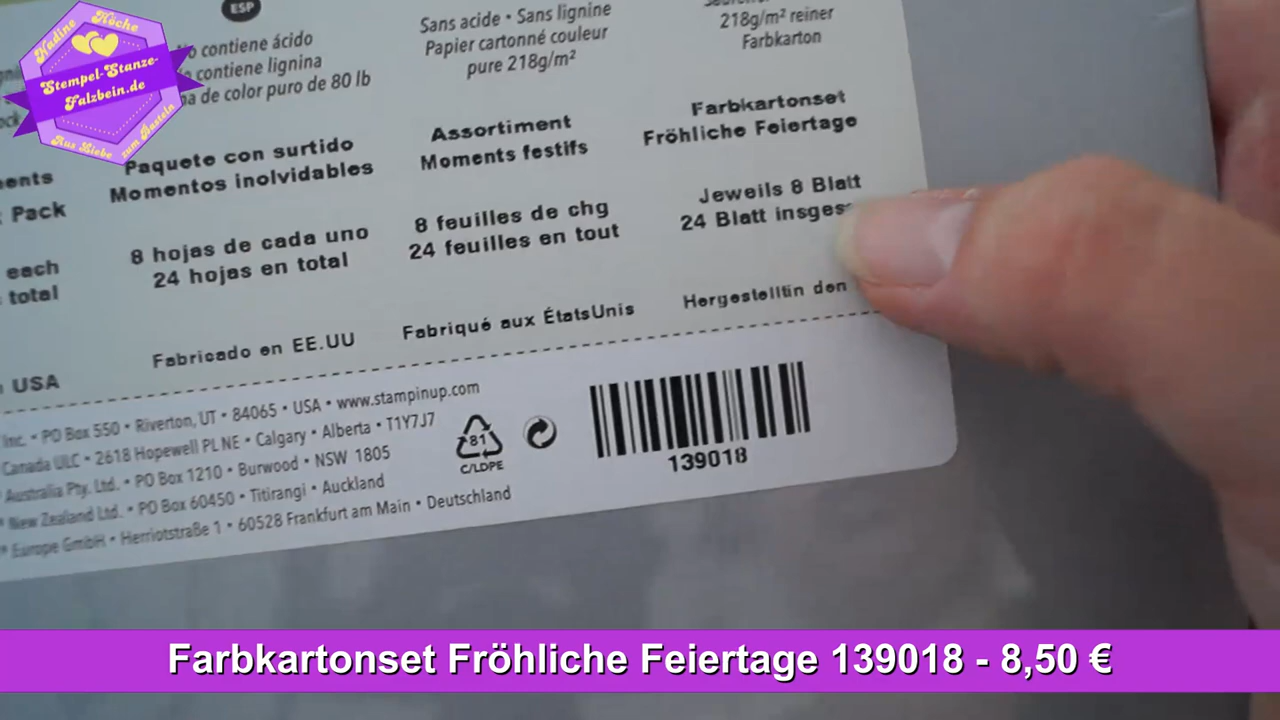 Nadine Köche
Stempel-Stanze-
Falzbein.de
Aus Liebe zum Basteln
ESP
contiene ácido
contiene lignina
de color puro de 80 lb
Paquete con surtido
Momentos inolvidables
8 hojas de cada uno
24 hojas en total
Fabricado en EE.UU
Sans acide • Sans lignine
Papier cartonné couleur
pure 218g/m²
Assortiment
Moments festifs
8 feuilles de chg
24 feuilles en tout
Fabriqué aux ÉtatsUnis
218g/m² reiner
Farbkarton
Farbkartonset
Fröhliche Feiertage
Jeweils 8 Blatt
24 Blatt insges
Hergestelltin den
Pack
each
total
USA
Inc. • PO Box 550 • Riverton, UT • 84065 • USA • www.stampinup.com
Canada ULC • 2618 Hopewell PL NE • Calgary • Alberta • T1Y7J7
Australia Pty. Ltd. • PO Box 1210 • Burwood • NSW 1805
New Zealand Ltd. • PO Box 60450 • Titirangi • Auckland
Europe GmbH • Herriotstraße 1 • 60528 Frankfurt am Main • Deutschland
81
C/LDPE
139018
Farbkartonset Fröhliche Feiertage 139018 - 8,50 €